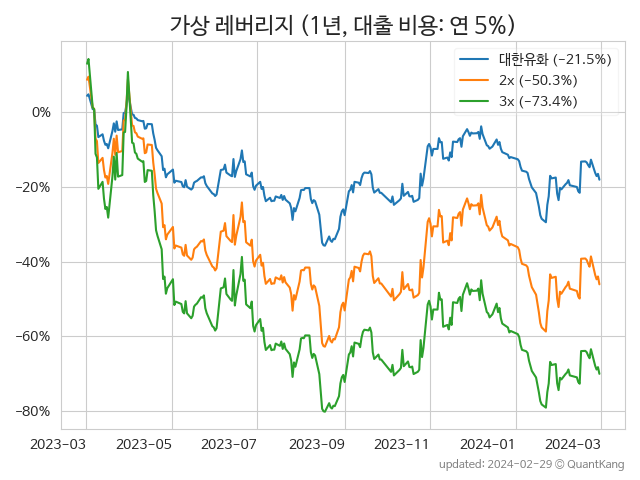 가상 레버리지 (1년, 대출 비용: 연 5%)
대한유화 (−21.5%)
2x (−50.3%)
3x (−73.4%)
0%
−20%
−40%
−60%
−80%
2023-03 2023-05 2023-07 2023-09 2023-11 2024-01 2024-03
updated: 2024-02-29 © QuantKang